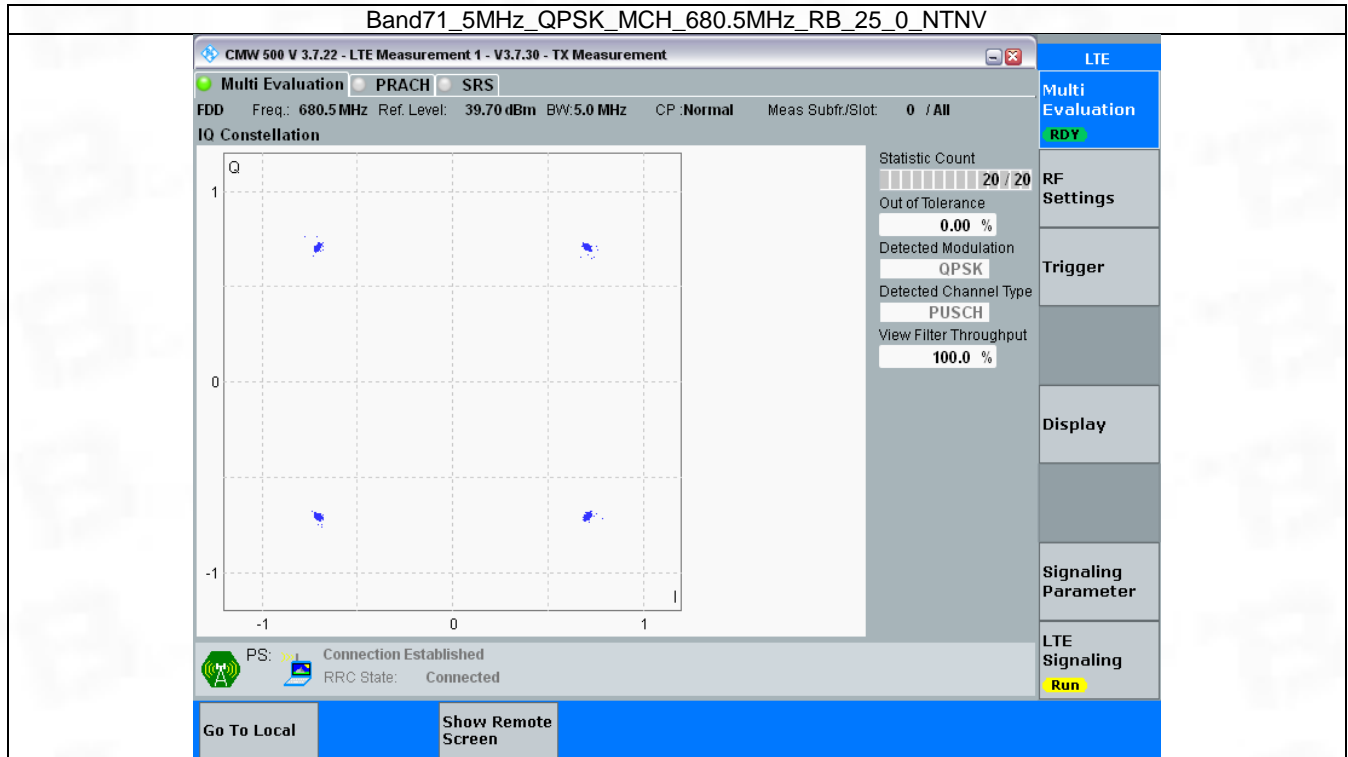 Band71_5MHz_QPSK_MCH_680.5MHz_RB_25_0_NTNV
CMW 500 V 3.7.22 - LTE Measurement 1 - V3.7.30 - TX Measurement
LTE
Multi Evaluation PRACH SRS
Multi
Evaluation
RDY
FDD Freq.: 680.5 MHz Ref. Level: 39.70 dBm BW:5.0 MHz CP :Normal Meas Subfr./Slot: 0 / All
IQ Constellation
Q
1
0
-1
I
-1 0 1
Statistic Count
20 / 20
Out of Tolerance
0.00 %
Detected Modulation
QPSK
Detected Channel Type
PUSCH
View Filter Throughput
100.0 %
RF
Settings
Trigger
Display
Signaling
Parameter
LTE
Signaling
Run
PS: Connection Established
RRC State: Connected
Go To Local
Show Remote
Screen